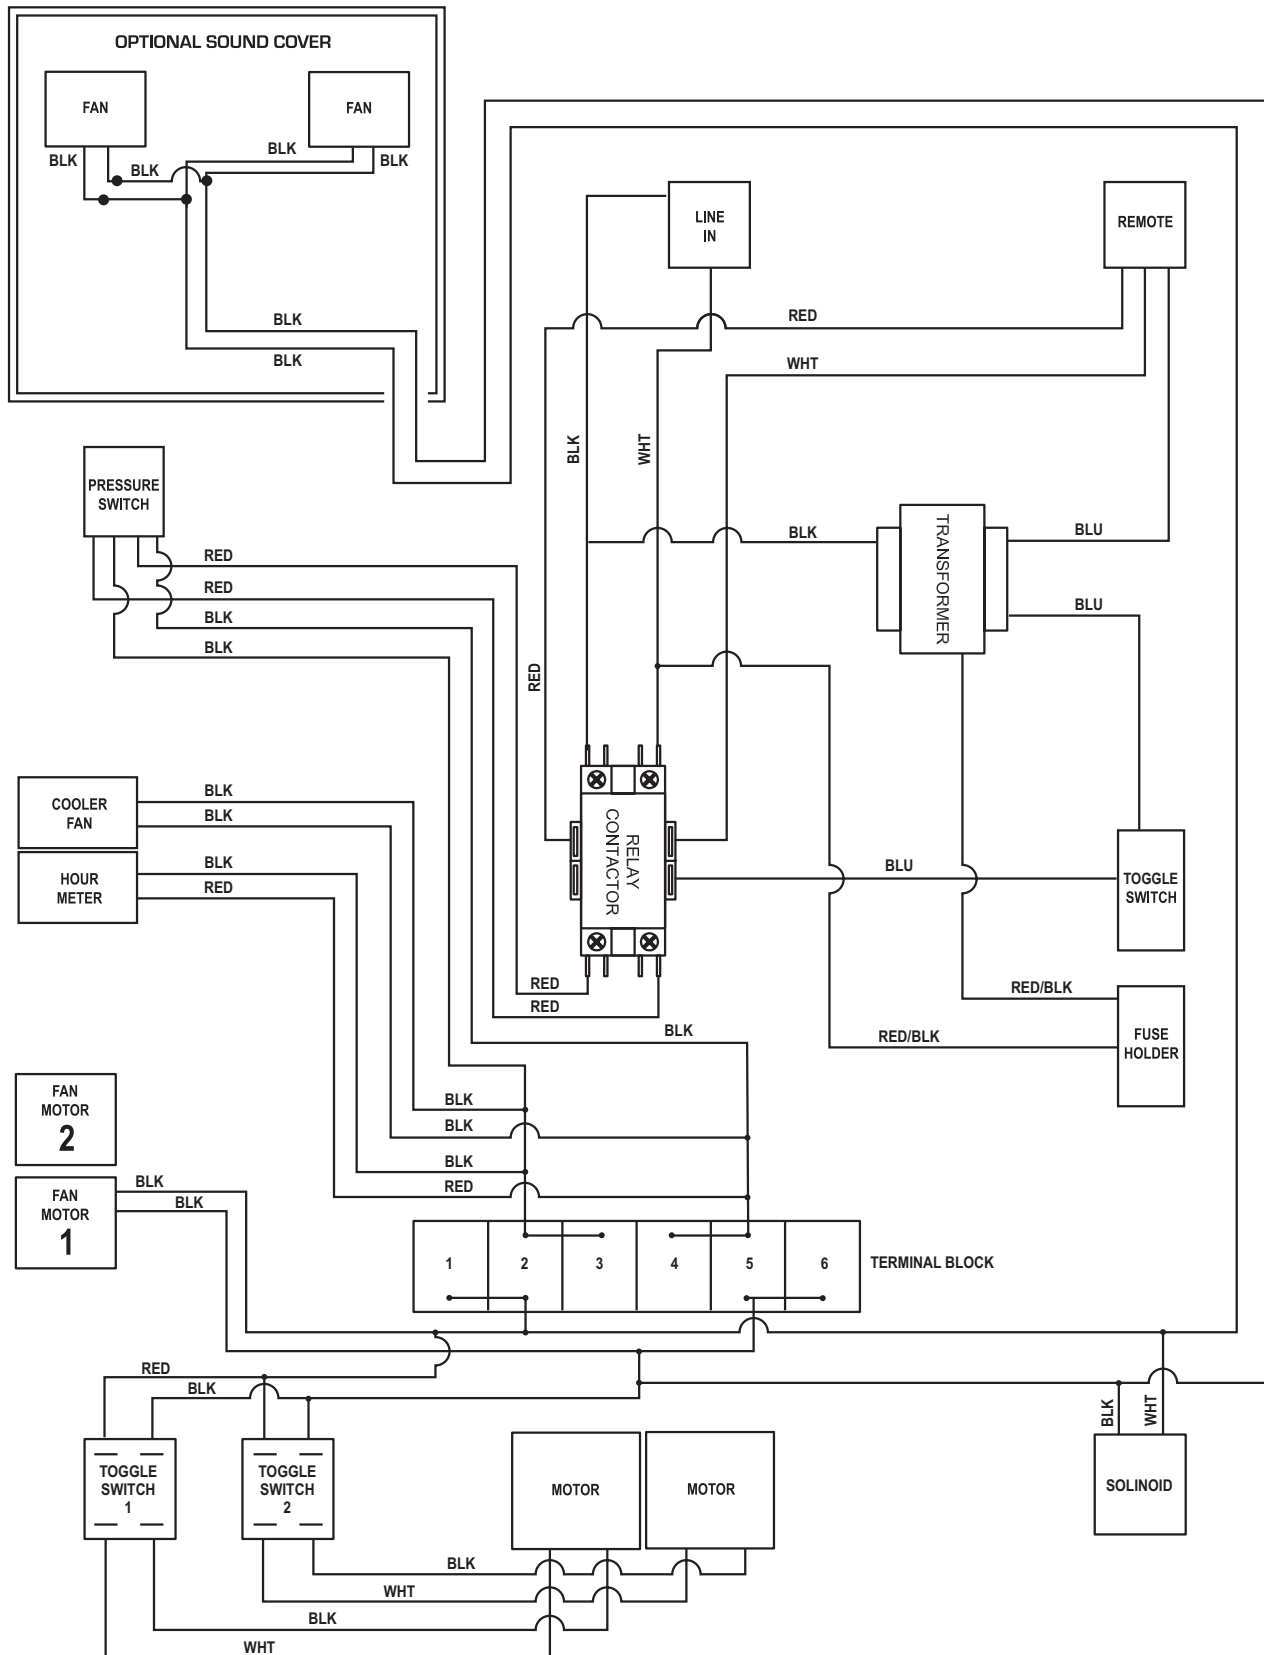 OPTIONAL SOUND COVER
FAN
FAN
BLK
BLK
BLK
BLK
BLK
BLK
LINE
IN
REMOTE
RED
WHT
BLK
WHT
PRESSURE
SWITCH
RED
RED
BLK
BLK
BLK
TRANSFORMER
BLU
BLU
RED
COOLER
FAN
BLK
BLK
HOUR
METER
BLK
RED
RELAY
CONTACTOR
BLU
TOGGLE
SWITCH
RED
RED
BLK
RED/BLK
RED/BLK
FUSE
HOLDER
FAN
MOTOR
2
BLK
BLK
BLK
RED
FAN
MOTOR
1
BLK
BLK
1
2
3
4
5
6
TERMINAL BLOCK
RED
BLK
BLK
WHT
TOGGLE
SWITCH
1
TOGGLE
SWITCH
2
MOTOR
MOTOR
SOLINOID
BLK
WHT
BLK
WHT